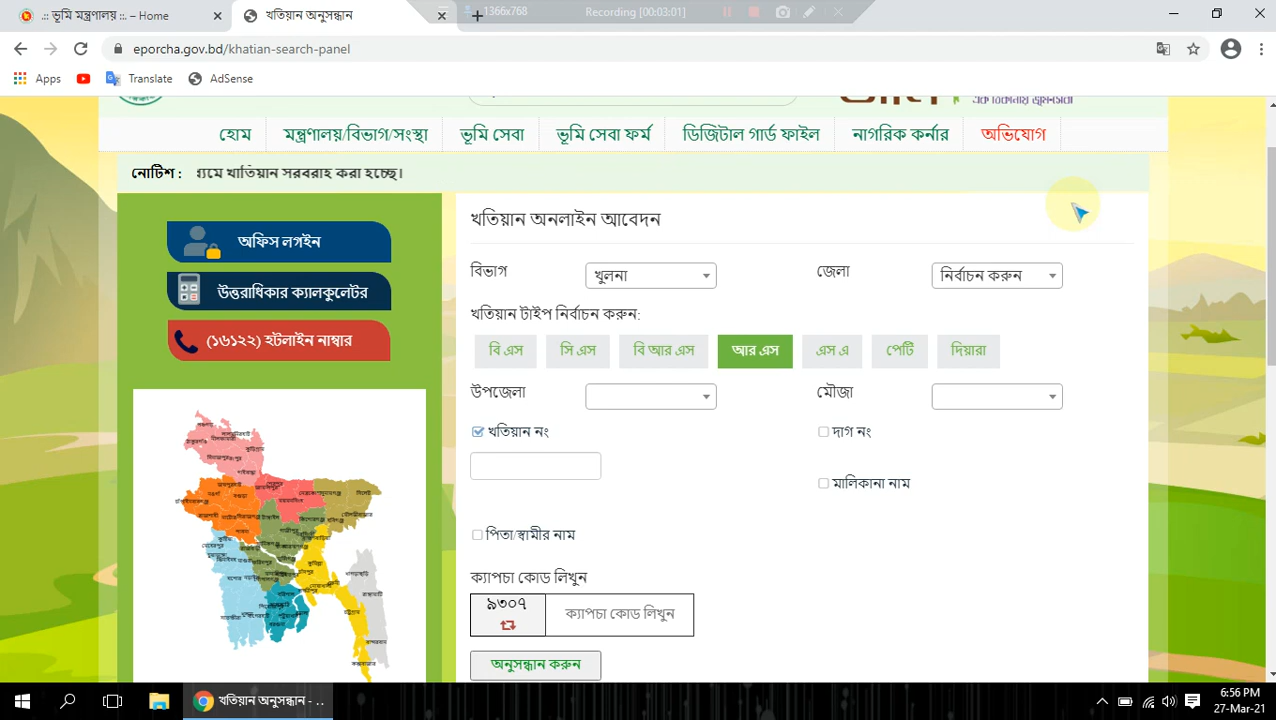 .:: ভূমি মন্ত্রণালয় ::.- Home
খতিয়ান অনুসন্ধান
1366x768
Recording [00:03:01]
eporcha.gov.bd/khatian-search-panel
Apps
Translate
AdSense
এক ঠিকানায় ভূমিসেবা
হোম
মন্ত্রণালয়/বিভাগ/সংস্থা
ভূমি সেবা
ভূমি সেবা ফর্ম
ডিজিটাল গার্ড ফাইল
নাগরিক কর্নার
অভিযোগ
নোটিশ : ধ্যমে খতিয়ান সরবরাহ করা হচ্ছে।
অফিস লগইন
উত্তরাধিকার ক্যালকুলেটর
(১৬১২২) হটলাইন নাম্বার
খতিয়ান অনলাইন আবেদন
বিভাগ খুলনা জেলা নির্বাচন করুন
খতিয়ান টাইপ নির্বাচন করুন:
বি এস সি এস বি আর এস আর এস এস এ পেটি দিয়ারা
উপজেলা মৌজা
খতিয়ান নং দাগ নং
মালিকানা নাম
পিতা/স্বামীর নাম
ক্যাপচা কোড লিখুন
৯৩০৭ ক্যাপচা কোড লিখুন
অনুসন্ধান করুন
খতিয়ান অনুসন্ধান - ..
6:56 PM
27-Mar-21